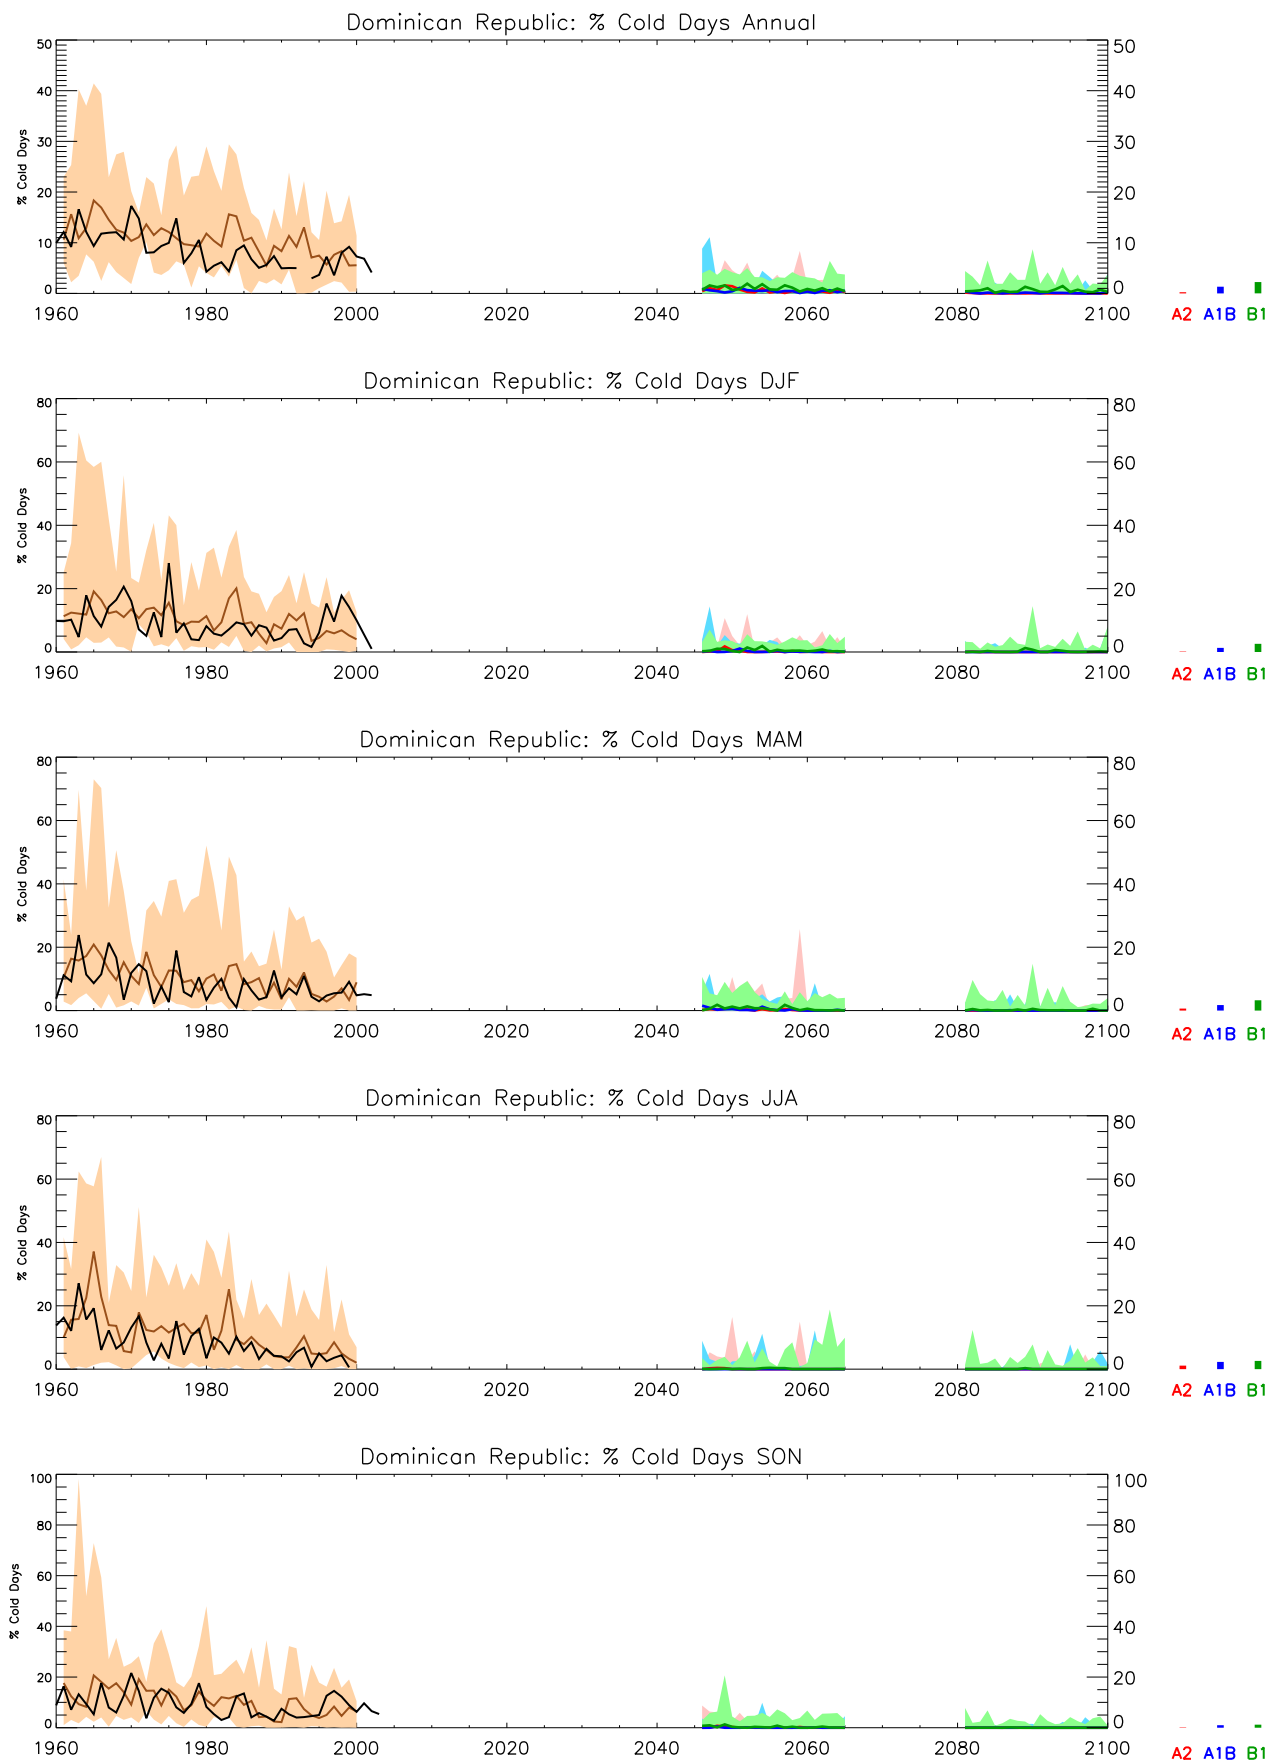 Dominican Republic: % Cold Days Annual
50 50
40 40
30 30
20 20
10 10
0 0
% Cold Days
1960 1980 2000 2020 2040 2060 2080 2100 A2 A1B B1
Dominican Republic: % Cold Days DJF
80 80
60 60
40 40
20 20
0 0
% Cold Days
1960 1980 2000 2020 2040 2060 2080 2100 A2 A1B B1
Dominican Republic: % Cold Days MAM
80 80
60 60
40 40
20 20
0 0
% Cold Days
1960 1980 2000 2020 2040 2060 2080 2100 A2 A1B B1
Dominican Republic: % Cold Days JJA
80 80
60 60
40 40
20 20
0 0
% Cold Days
1960 1980 2000 2020 2040 2060 2080 2100 A2 A1B B1
Dominican Republic: % Cold Days SON
100 100
80 80
60 60
40 40
20 20
0 0
% Cold Days
1960 1980 2000 2020 2040 2060 2080 2100 A2 A1B B1